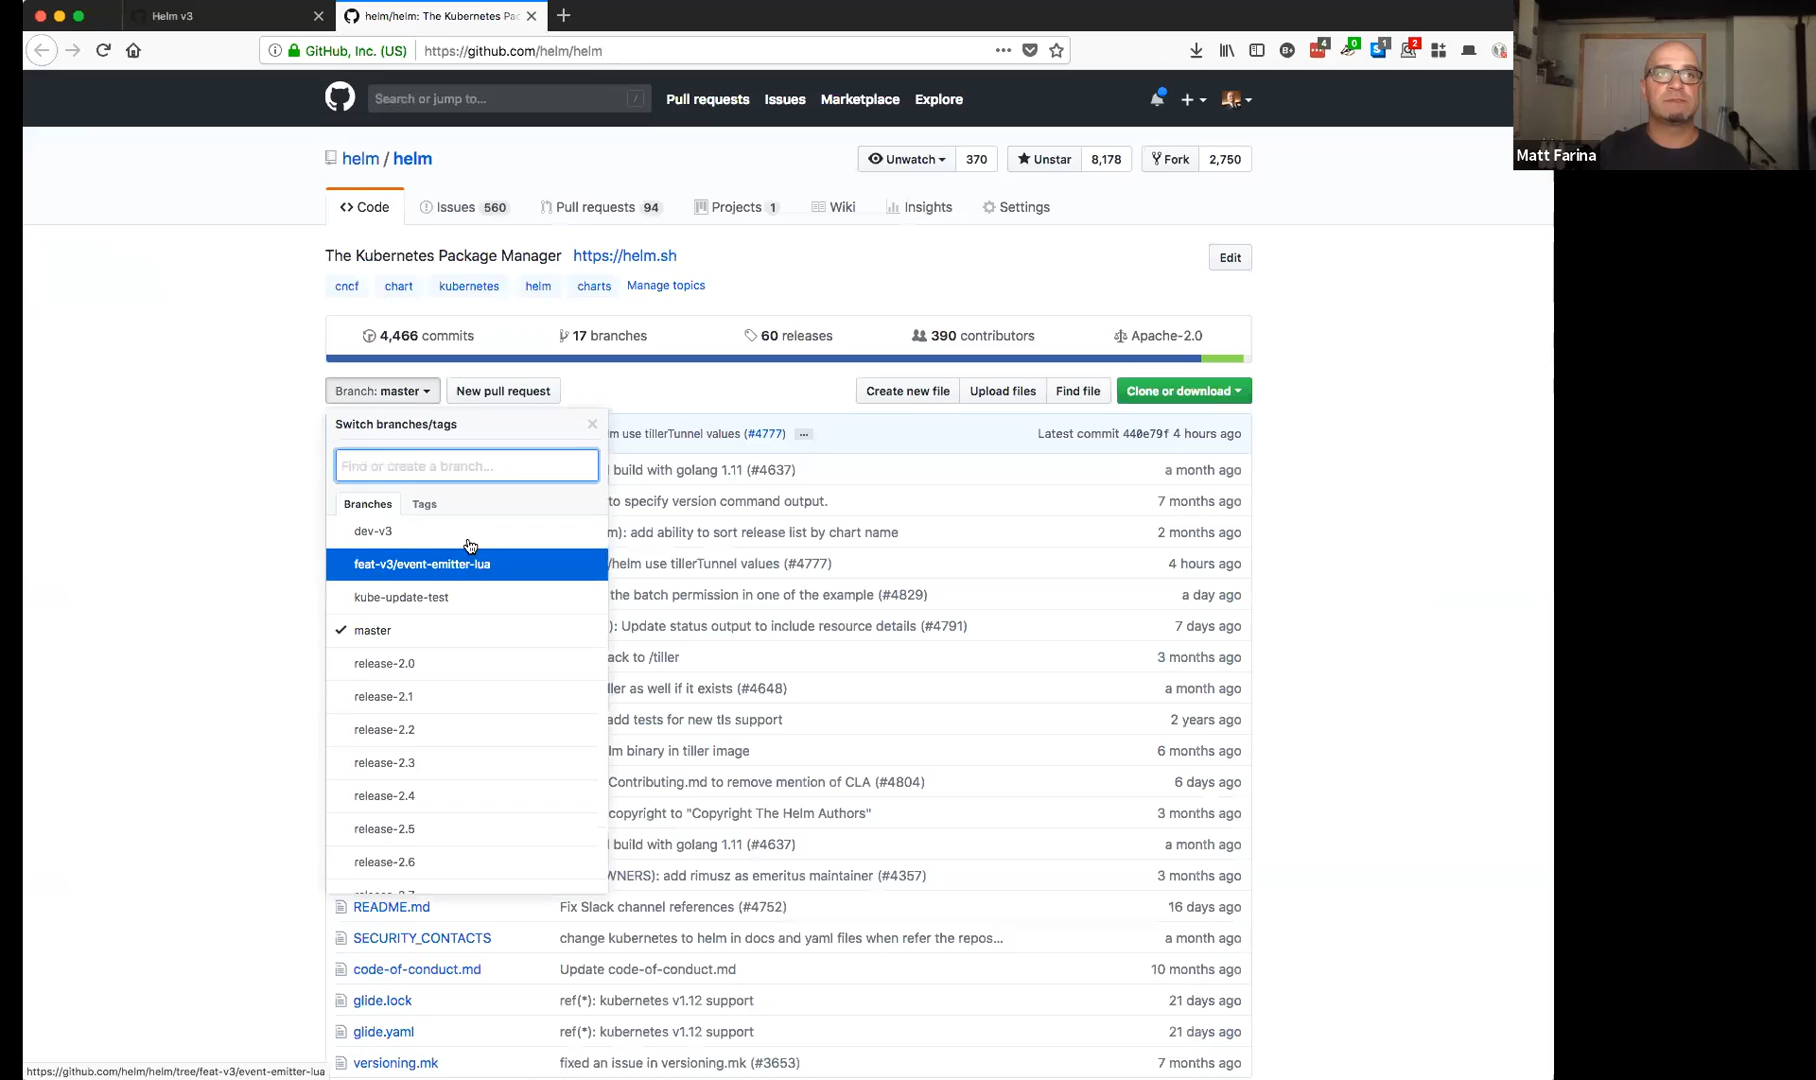 Helm v3
helm/helm: The Kubernetes Pac
GitHub, Inc. (US)
https://github.com/helm/helm
4
0
1
2
Search or jump to...
/
Pull requests
Issues
Marketplace
Explore
Matt Farina
helm / helm
Unwatch
370
Unstar
8,178
Fork
2,750
Code
Issues 560
Pull requests 94
Projects 1
Wiki
Insights
Settings
The Kubernetes Package Manager
https://helm.sh
Edit
cncf
chart
kubernetes
helm
charts
Manage topics
4,466 commits
17 branches
60 releases
390 contributors
Apache-2.0
Branch: master
New pull request
Create new file
Upload files
Find file
Clone or download
Switch branches/tags
Find or create a branch...
Branches
Tags
dev-v3
feat-v3/event-emitter-lua
kube-update-test
master
release-2.0
release-2.1
release-2.2
release-2.3
release-2.4
release-2.5
release-2.6
lm use tillerTunnel values (#4777) ...
Latest commit 440e79f 4 hours ago
build with golang 1.11 (#4637)
a month ago
to specify version command output.
7 months ago
m): add ability to sort release list by chart name
2 months ago
/helm use tillerTunnel values (#4777)
4 hours ago
the batch permission in one of the example (#4829)
a day ago
): Update status output to include resource details (#4791)
7 days ago
ack to /tiller
3 months ago
ller as well if it exists (#4648)
a month ago
add tests for new tls support
2 years ago
lm binary in tiller image
6 months ago
Contributing.md to remove mention of CLA (#4804)
6 days ago
copyright to "Copyright The Helm Authors"
3 months ago
build with golang 1.11 (#4637)
a month ago
WNERS): add rimusz as emeritus maintainer (#4357)
3 months ago
README.md
Fix Slack channel references (#4752)
16 days ago
SECURITY_CONTACTS
change kubernetes to helm in docs and yaml files when refer the repos...
a month ago
code-of-conduct.md
Update code-of-conduct.md
10 months ago
glide.lock
ref(*): kubernetes v1.12 support
21 days ago
glide.yaml
ref(*): kubernetes v1.12 support
21 days ago
versioning.mk
fixed an issue in versioning.mk (#3653)
7 months ago
https://github.com/helm/helm/tree/feat-v3/event-emitter-lua